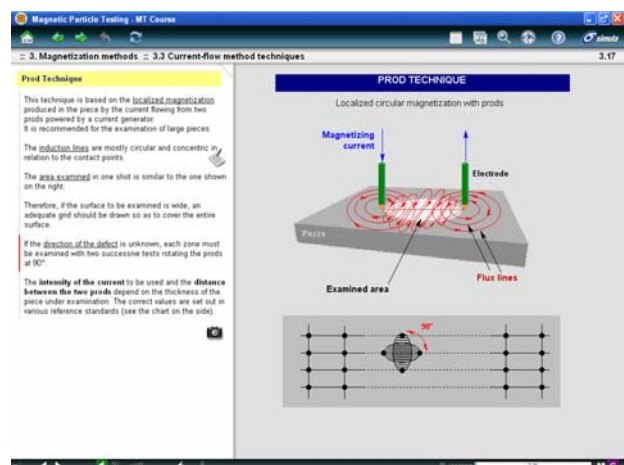 Magnetic Particle Testing - MT Course
simatr
:: 3. Magnetization methods :: 3.3 Current-flow method techniques
3.17
Prod Technique
This technique is based on the localized magnetization
produced in the piece by the current flowing from two
prods powered by a current generator.
It is recommended for the examination of large pieces.
The induction lines are mostly circular and concentric in
relation to the contact points.
The area examined in one shot is similar to the one shown
on the right.
Therefore, if the surface to be examined is wide, an
adequate grid should be drawn so as to cover the entire
surface.
If the direction of the defect is unknown, each zone must
be examined with two successive tests rotating the prods
at 90°.
The intensity of the current to be used and the distance
between the two prods depend on the thickness of the
piece under examination. The correct values are set out in
various reference standards (see the chart on the side).
PROD TECHNIQUE
Localized circular magnetization with prods
Magnetizing
current
Electrode
Pezzo
Examined area
Flux lines
90°